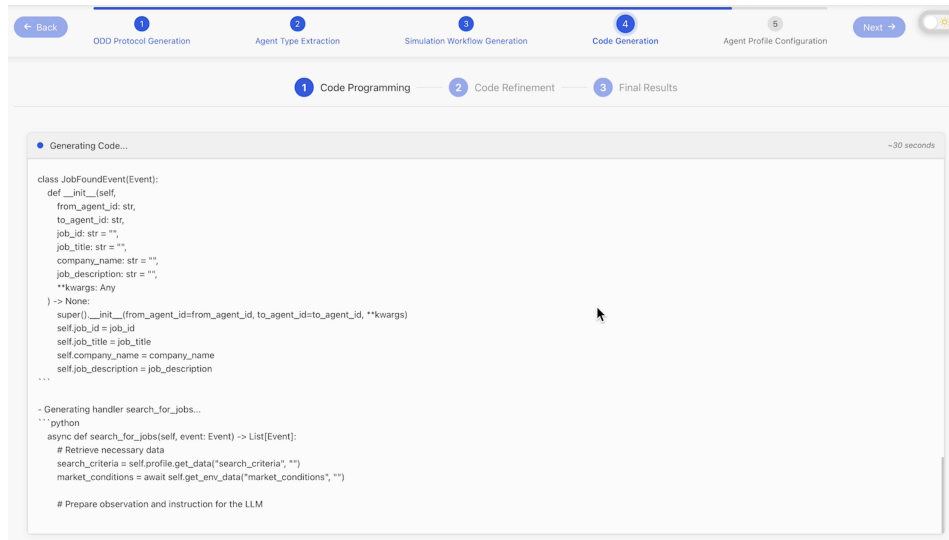 ← Back
1
2
3
4
5
Next →
ODD Protocol Generation
Agent Type Extraction
Simulation Workflow Generation
Code Generation
Agent Profile Configuration
1 Code Programming
2 Code Refinement
3 Final Results
Generating Code...
~30 seconds
class JobFoundEvent(Event):
    def __init__(self,
        from_agent_id: str,
        to_agent_id: str,
        job_id: str = "",
        job_title: str = "",
        company_name: str = "",
        job_description: str = "",
        **kwargs: Any
    ) -> None:
        super().__init__(from_agent_id=from_agent_id, to_agent_id=to_agent_id, **kwargs)
        self.job_id = job_id
        self.job_title = job_title
        self.company_name = company_name
        self.job_description = job_description
```
- Generating handler search_for_jobs...
```python
    async def search_for_jobs(self, event: Event) -> List[Event]:
        # Retrieve necessary data
        search_criteria = self.profile.get_data("search_criteria", "")
        market_conditions = await self.get_env_data("market_conditions", "")
        # Prepare observation and instruction for the LLM